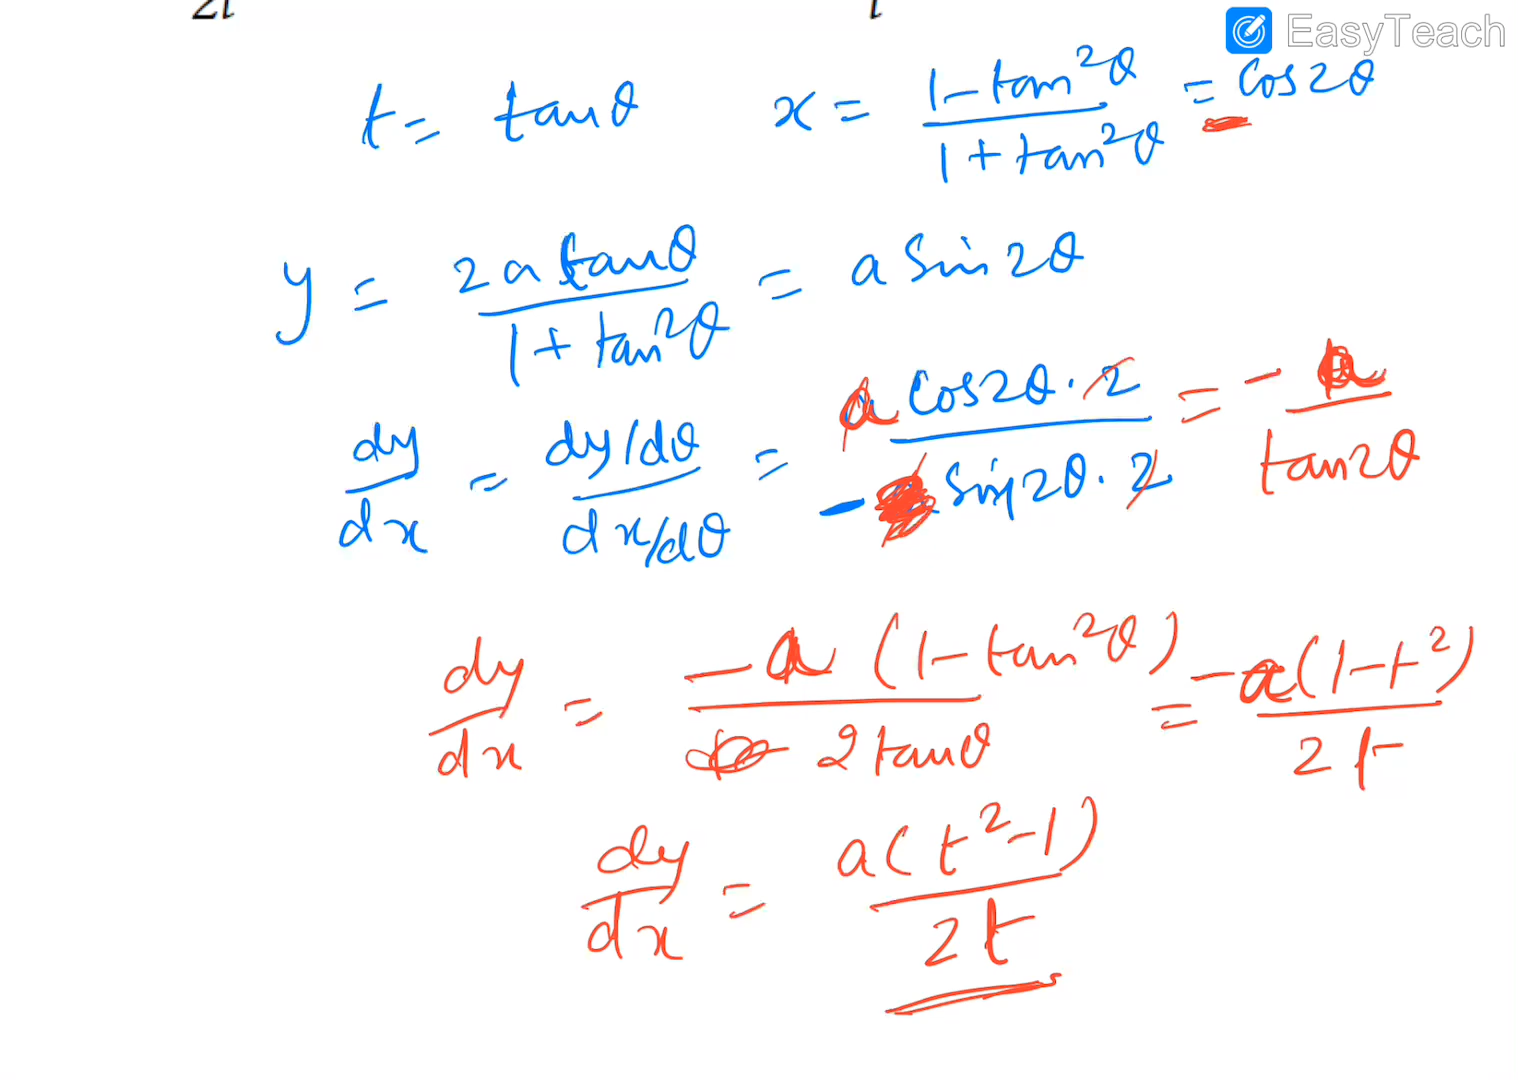 EasyTeach
t = tanθ x = (1 - tan²θ)/(1 + tan²θ) = cos2θ
y = (2a tanθ)/(1 + tan²θ) = a sin2θ
dy/dx = (dy/dθ)/(dx/dθ) = (a cos2θ · 2)/(- sin2θ · 2) = - a/tan2θ
dy/dx = (-a (1 - tan²θ))/(2 tanθ) = (-a(1 - t²))/(2t)
dy/dx = (a(t² - 1))/(2t)